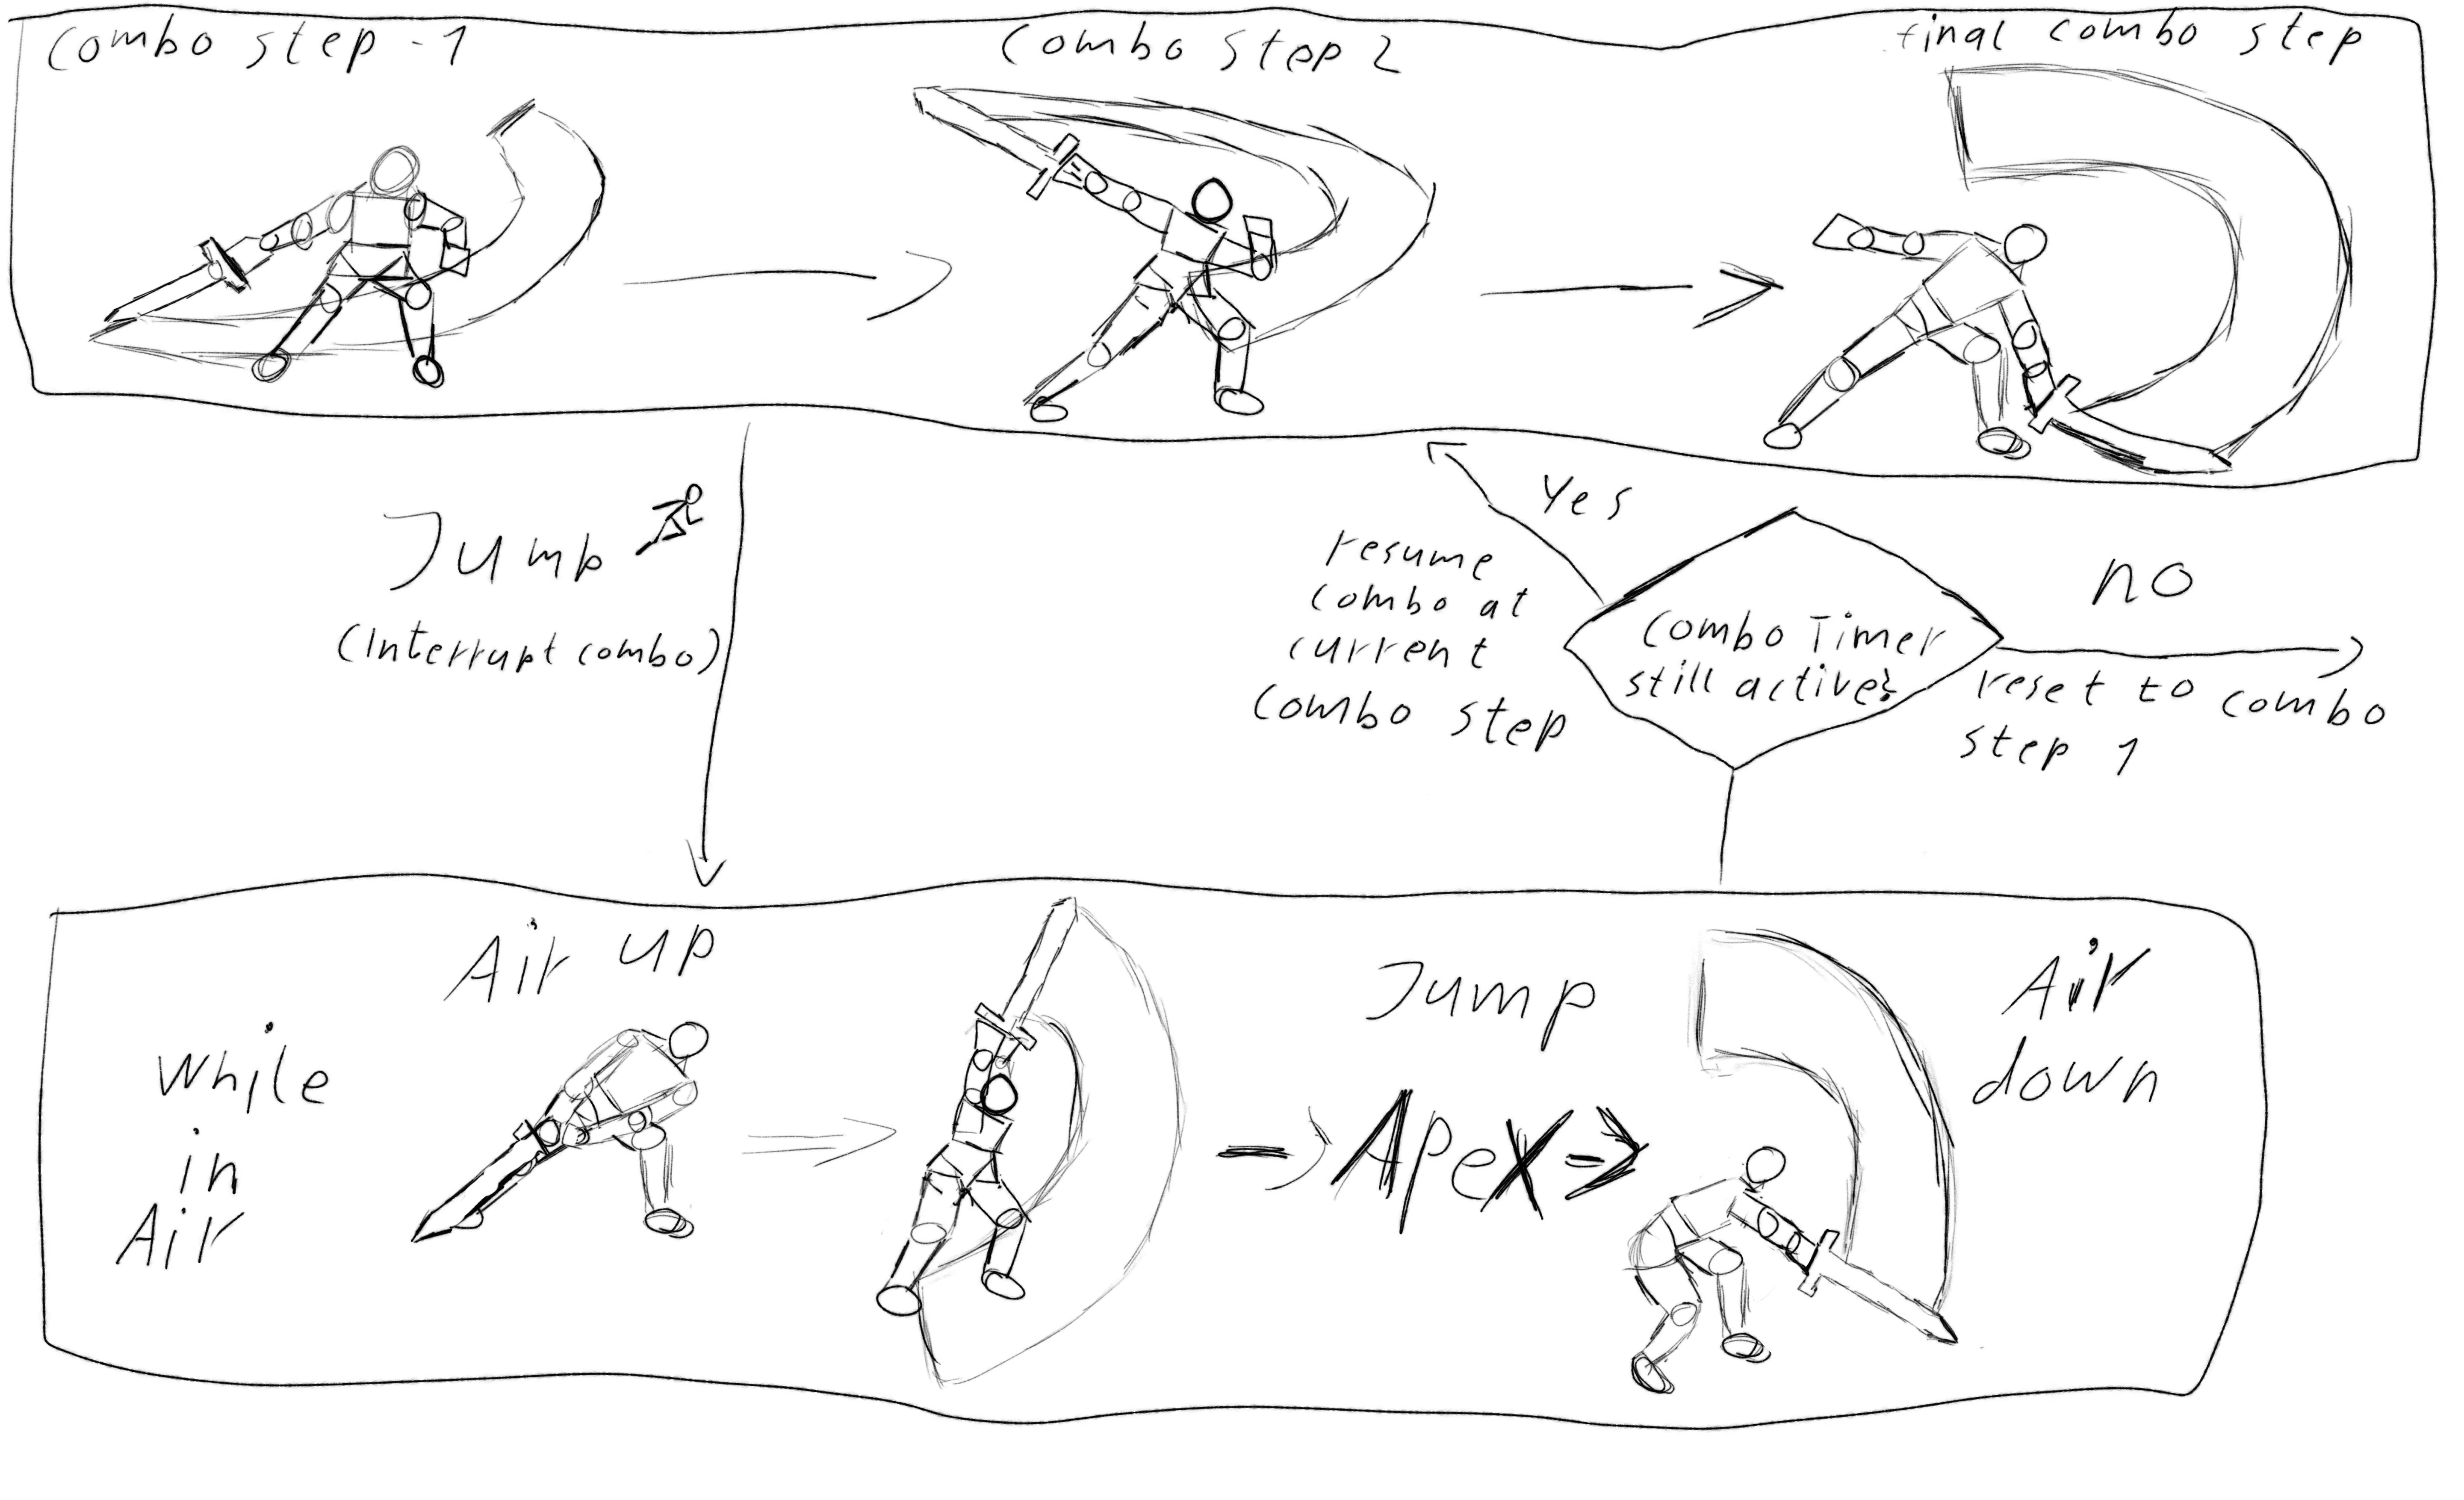 combo step - 1
combo step 2
final combo step
Jump
(Interrupt combo)
Yes
resume
combo at
current
combo step
combo Timer
still active?
no
reset to combo
step 1
While
in
Air
Air up
Jump
Apex
Air
down